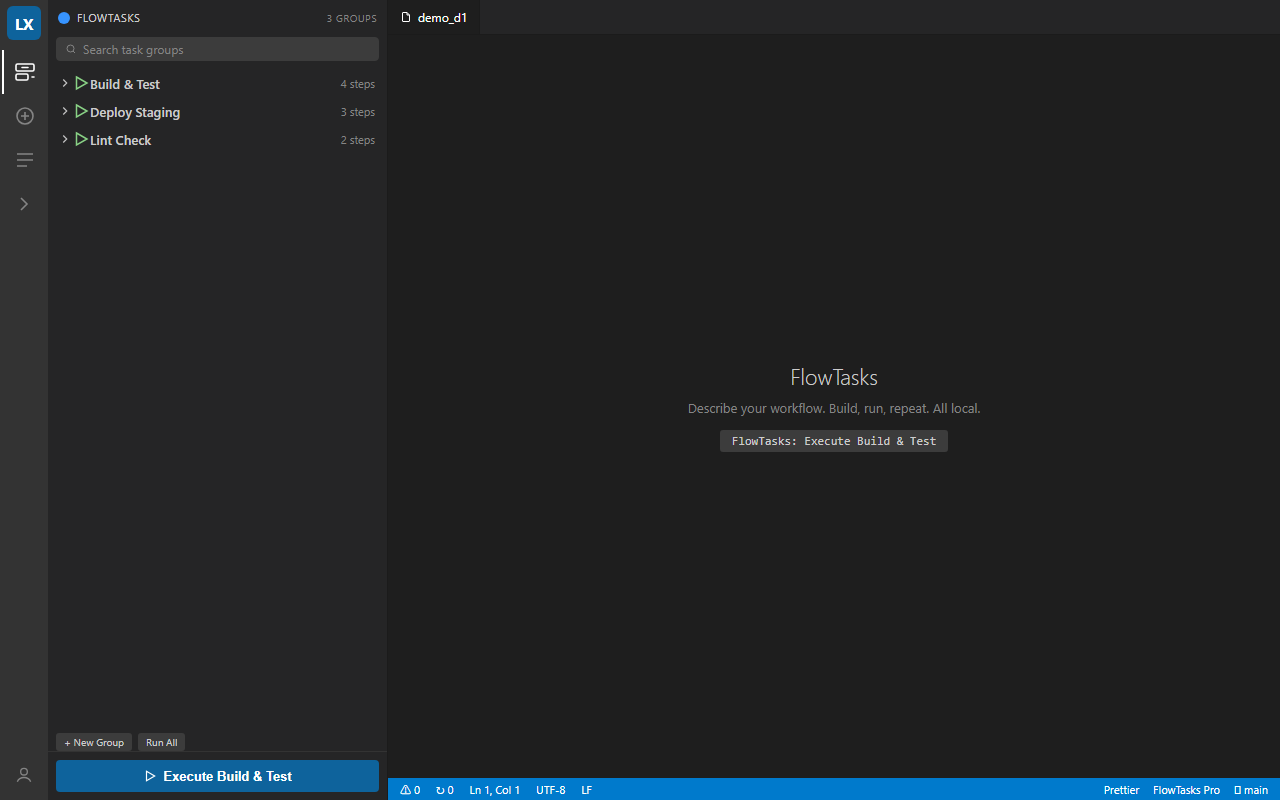 LX
FLOWTASKS
3 GROUPS
Search task groups
Build & Test
4 steps
Deploy Staging
3 steps
Lint Check
2 steps
+ New Group
Run All
Execute Build & Test
demo_d1
FlowTasks
Describe your workflow. Build, run, repeat. All local.
FlowTasks: Execute Build & Test
0
0
Ln 1, Col 1
UTF-8
LF
Prettier
FlowTasks Pro
main